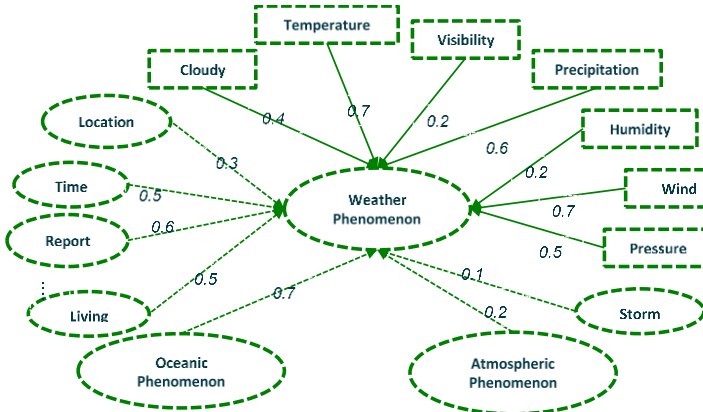 Temperature
Visibility
Cloudy
Precipitation
Location
Humidity
0.4
0.7
0.2
0.6
0.3
0.2
Time
0.5
Weather
Phenomenon
Wind
0.7
Report
0.6
Pressure
0.5
0.5
0.1
0.7
0.2
Living
Storm
Oceanic
Phenomenon
Atmospheric
Phenomenon